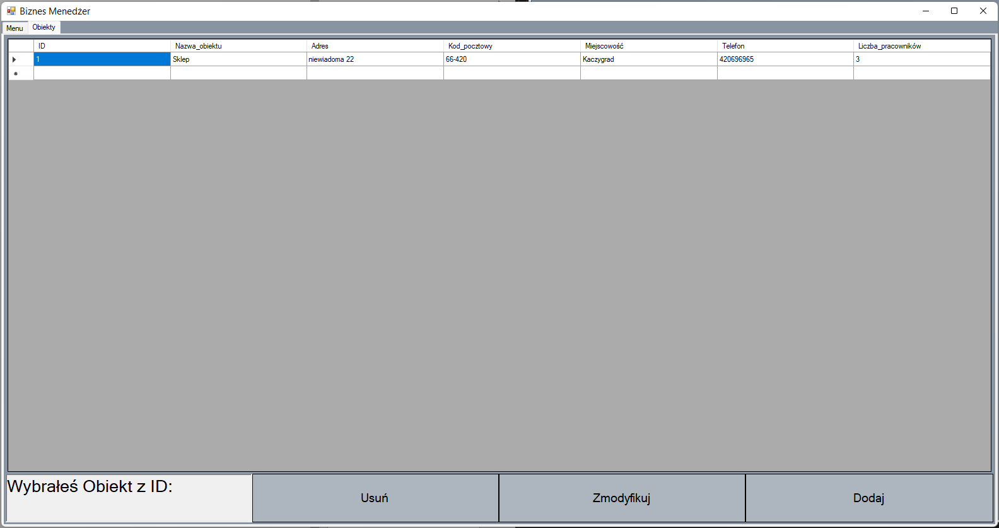 Biznes Menedżer
Menu Obiekty
ID Nazwa_obiektu Adres Kod_pocztowy Miejscowość Telefon Liczba_pracowników
1 Sklep niewiadoma 22 66-420 Kaczygrad 420696965 3
Wybrałeś Obiekt z ID: Usuń Zmodyfikuj Dodaj